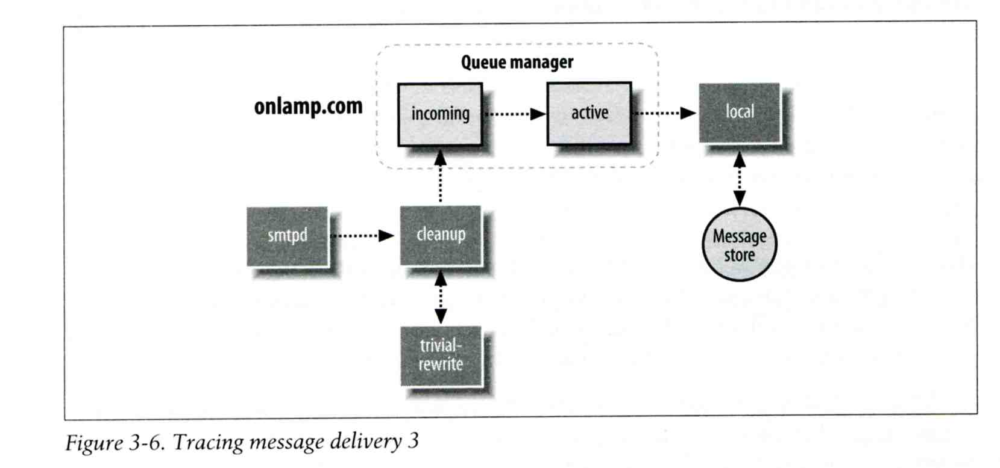 Queue manager
onlamp.com
incoming
active
local
smtpd
cleanup
Message
store
trivial-
rewrite
Figure 3-6. Tracing message delivery 3